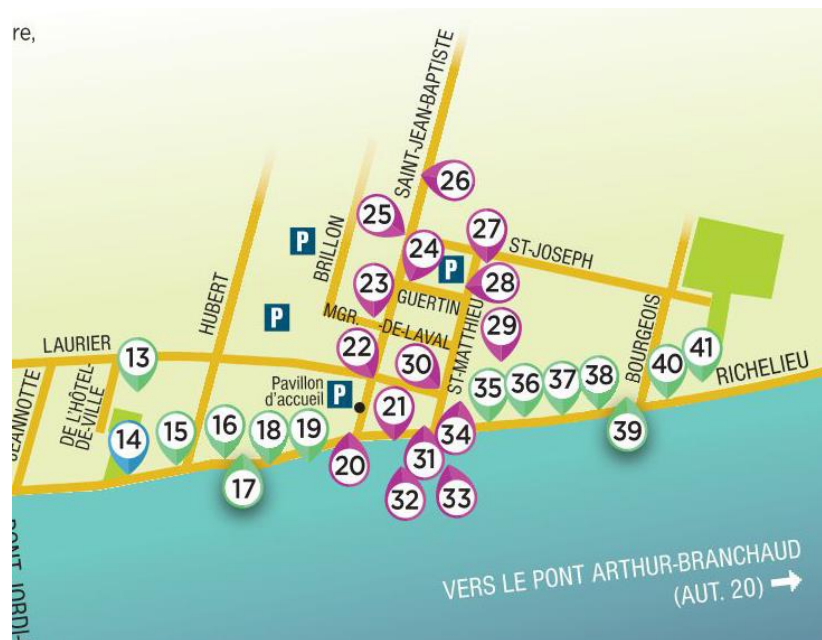 re,
SAINT-JEAN-BAPTISTE
26
25
27
24
P
ST-JOSEPH
P
BRILLON
28
23
GUERTIN
HUBERT
MGR.
-DE-LAVAL
ST-MATTHIEU
29
BOURGEOIS
P
LAURIER
13
22
30
41
40
RICHELIEU
DE L'HÔTEL-
DE-VILLE
JEANNOTTE
Pavillon
d'accueil
P
35
36
37
38
21
14
15
16
18
19
34
39
20
31
17
32
33
VERS LE PONT ARTHUR-BRANCHAUD
(AUT. 20)
PONT JORDI-